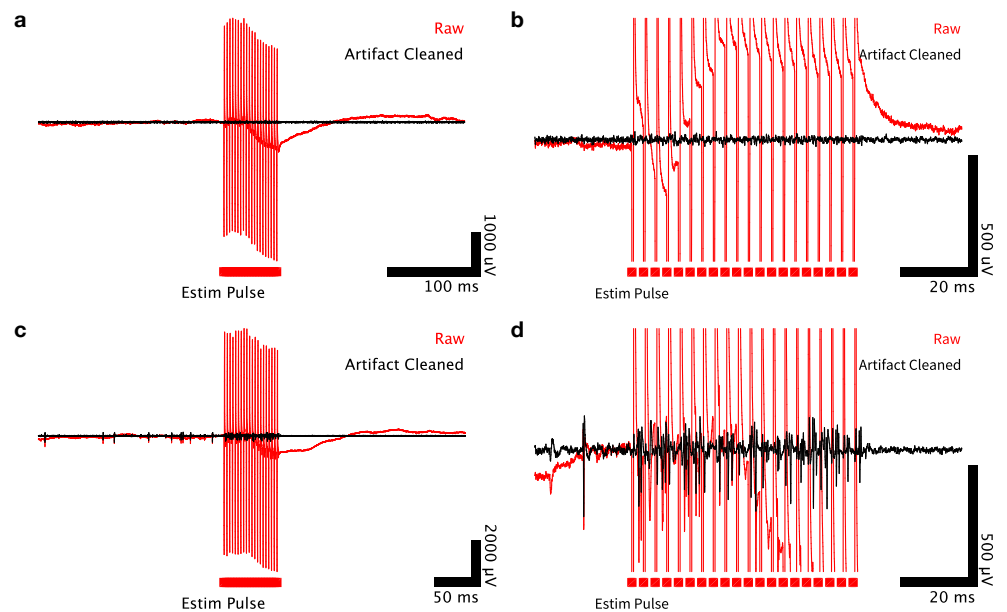 a
Raw
Artifact Cleaned
1000 uV
100 ms
Estim Pulse
b
Raw
Artifact Cleaned
500 uV
20 ms
Estim Pulse
c
Raw
Artifact Cleaned
2000 µV
50 ms
Estim Pulse
d
Raw
Artifact Cleaned
500 µV
20 ms
Estim Pulse